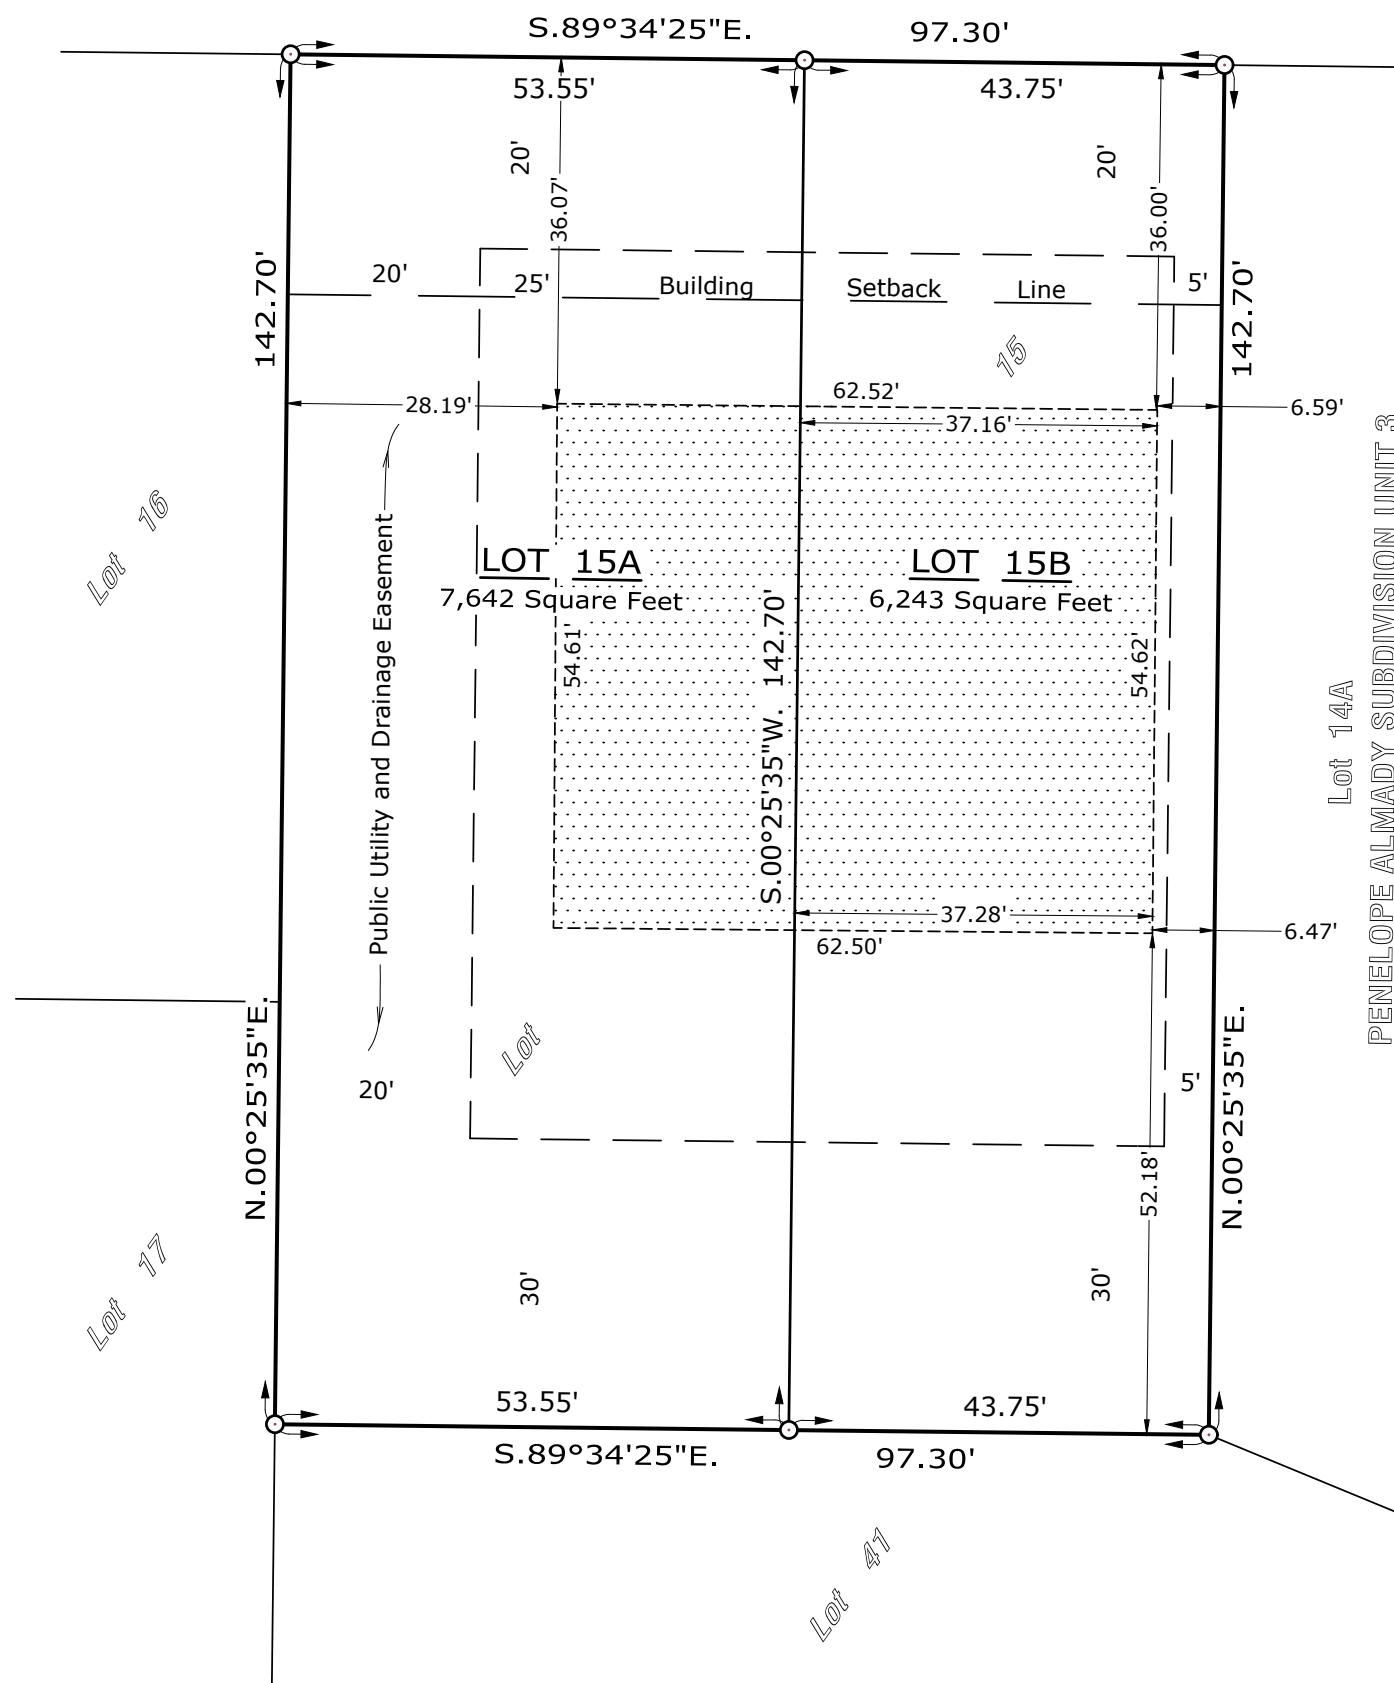 S.89°34'25"E. 97.30'
53.55' 43.75'
20' 20'
36.07' 36.00'
142.70' 142.70'
20' 25' Building Setback Line 5'
15
62.52'
28.19' 6.59'
37.16'
Lot 16
LOT 15A LOT 15B
7,642 Square Feet 6,243 Square Feet
Public Utility and Drainage Easement
54.61' 54.62'
S.00°25'35"W. 142.70'
Lot 14A
PENELOPE ALMADY SUBDIVISION UNIT 3
37.28'
62.50' 6.47'
Lot
N.00°25'35"E. N.00°25'35"E.
20' 5'
52.18'
Lot 17
30' 30'
53.55' 43.75'
S.89°34'25"E. 97.30'
Lot 41